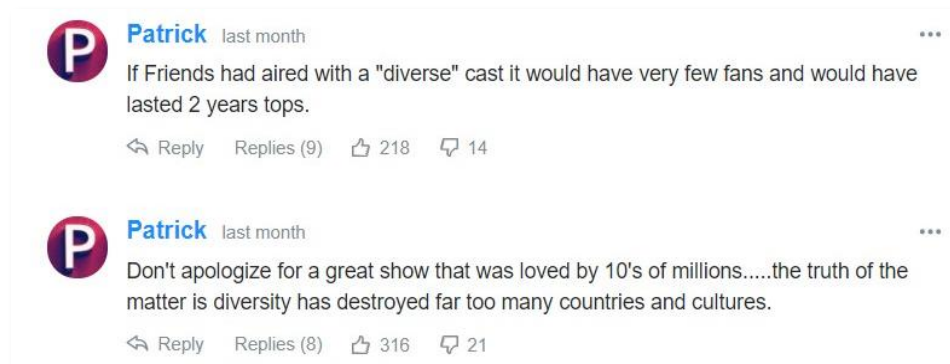 P
Patrick last month
If Friends had aired with a "diverse" cast it would have very few fans and would have
lasted 2 years tops.
Reply Replies (9) 218 14
P
Patrick last month
Don't apologize for a great show that was loved by 10's of millions.....the truth of the
matter is diversity has destroyed far too many countries and cultures.
Reply Replies (8) 316 21